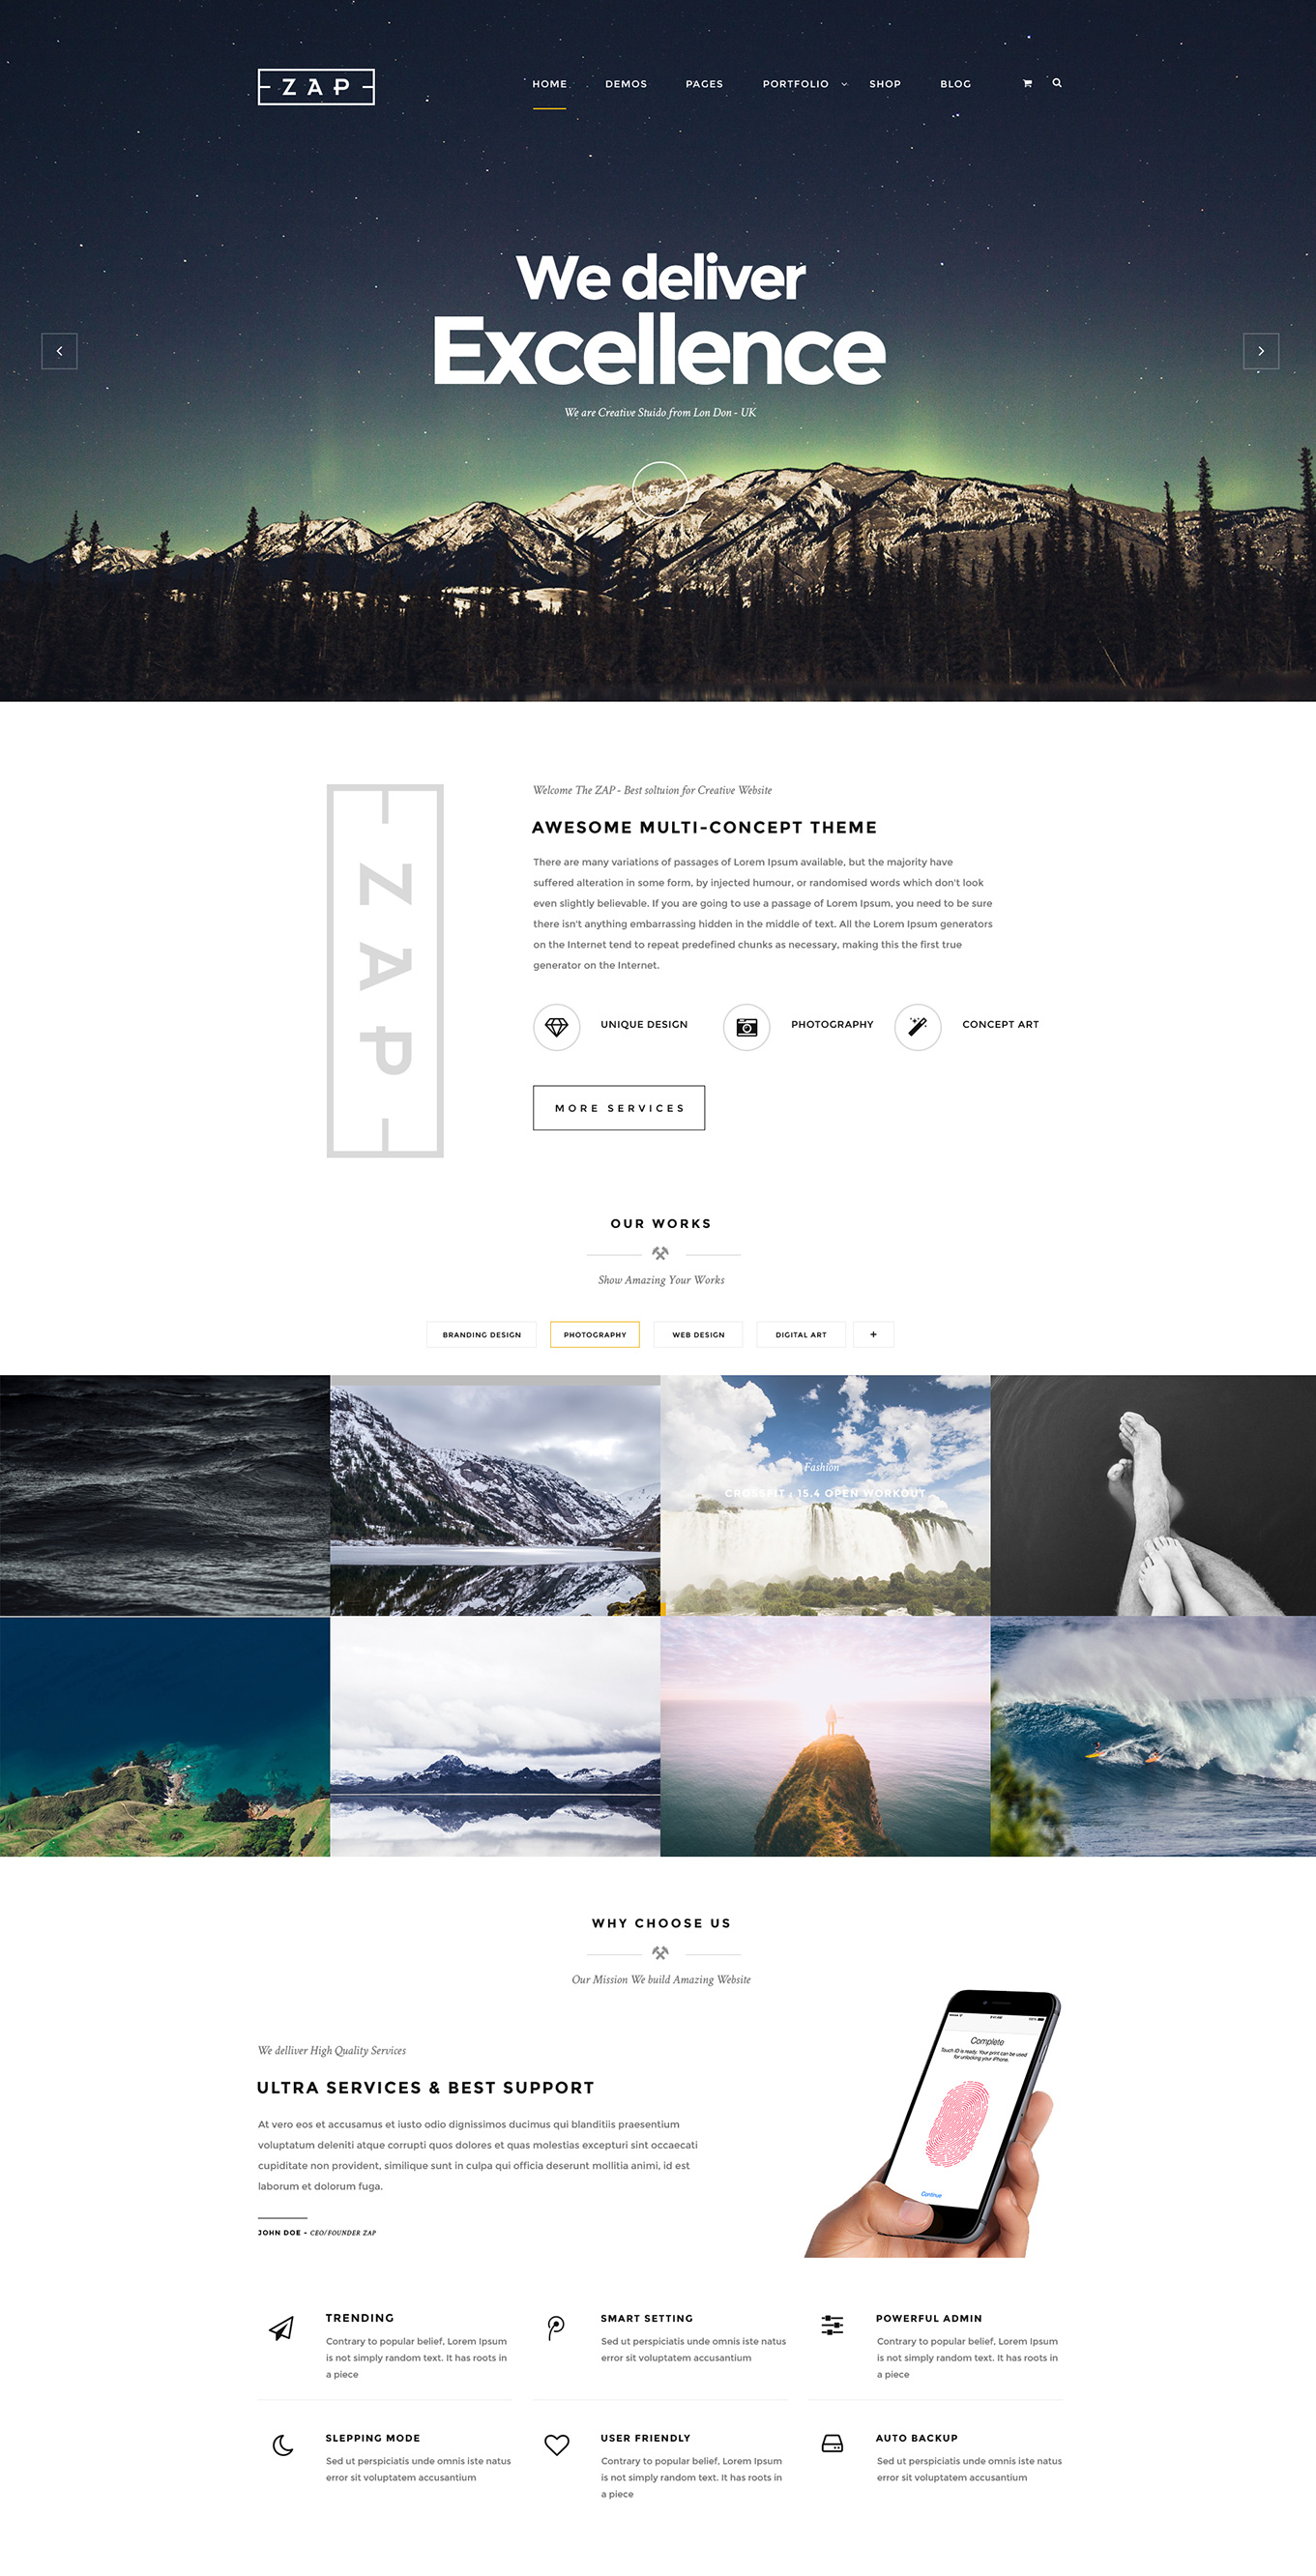 ZAP
HOME DEMOS PAGES PORTFOLIO SHOP BLOG
We deliver
Excellence
We are Creative Stuido from Lon Don - UK
ZAP
Welcome The ZAP - Best soltuion for Creative Website
AWESOME MULTI-CONCEPT THEME
There are many variations of passages of Lorem Ipsum available, but the majority have
suffered alteration in some form, by injected humour, or randomised words which don't look
even slightly believable. If you are going to use a passage of Lorem Ipsum, you need to be sure
there isn't anything embarrassing hidden in the middle of text. All the Lorem Ipsum generators
on the Internet tend to repeat predefined chunks as necessary, making this the first true
generator on the Internet.
UNIQUE DESIGN PHOTOGRAPHY CONCEPT ART
MORE SERVICES
OUR WORKS
Show Amazing Your Works
BRANDING DESIGN PHOTOGRAPHY WEB DESIGN DIGITAL ART +
Fashion
CROSSFIT : 15.4 OPEN WORKOUT
WHY CHOOSE US
Our Mission We build Amazing Website
Complete
Touch ID is ready. Your print can be used
for unlocking your iPhone.
Continue
We delliver High Quality Services
ULTRA SERVICES & BEST SUPPORT
At vero eos et accusamus et iusto odio dignissimos ducimus qui blanditiis praesentium
voluptatum deleniti atque corrupti quos dolores et quas molestias excepturi sint occaecati
cupiditate non provident, similique sunt in culpa qui officia deserunt mollitia animi, id est
laborum et dolorum fuga.
JOHN DOE - CEO/FOUNDER ZAP
TRENDING
Contrary to popular belief, Lorem Ipsum
is not simply random text. It has roots in
a piece
SMART SETTING
Sed ut perspiciatis unde omnis iste natus
error sit voluptatem accusantium
POWERFUL ADMIN
Contrary to popular belief, Lorem Ipsum
is not simply random text. It has roots in
a piece
SLEPPING MODE
Sed ut perspiciatis unde omnis iste natus
error sit voluptatem accusantium
USER FRIENDLY
Contrary to popular belief, Lorem Ipsum
is not simply random text. It has roots in
a piece
AUTO BACKUP
Sed ut perspiciatis unde omnis iste natus
error sit voluptatem accusantium